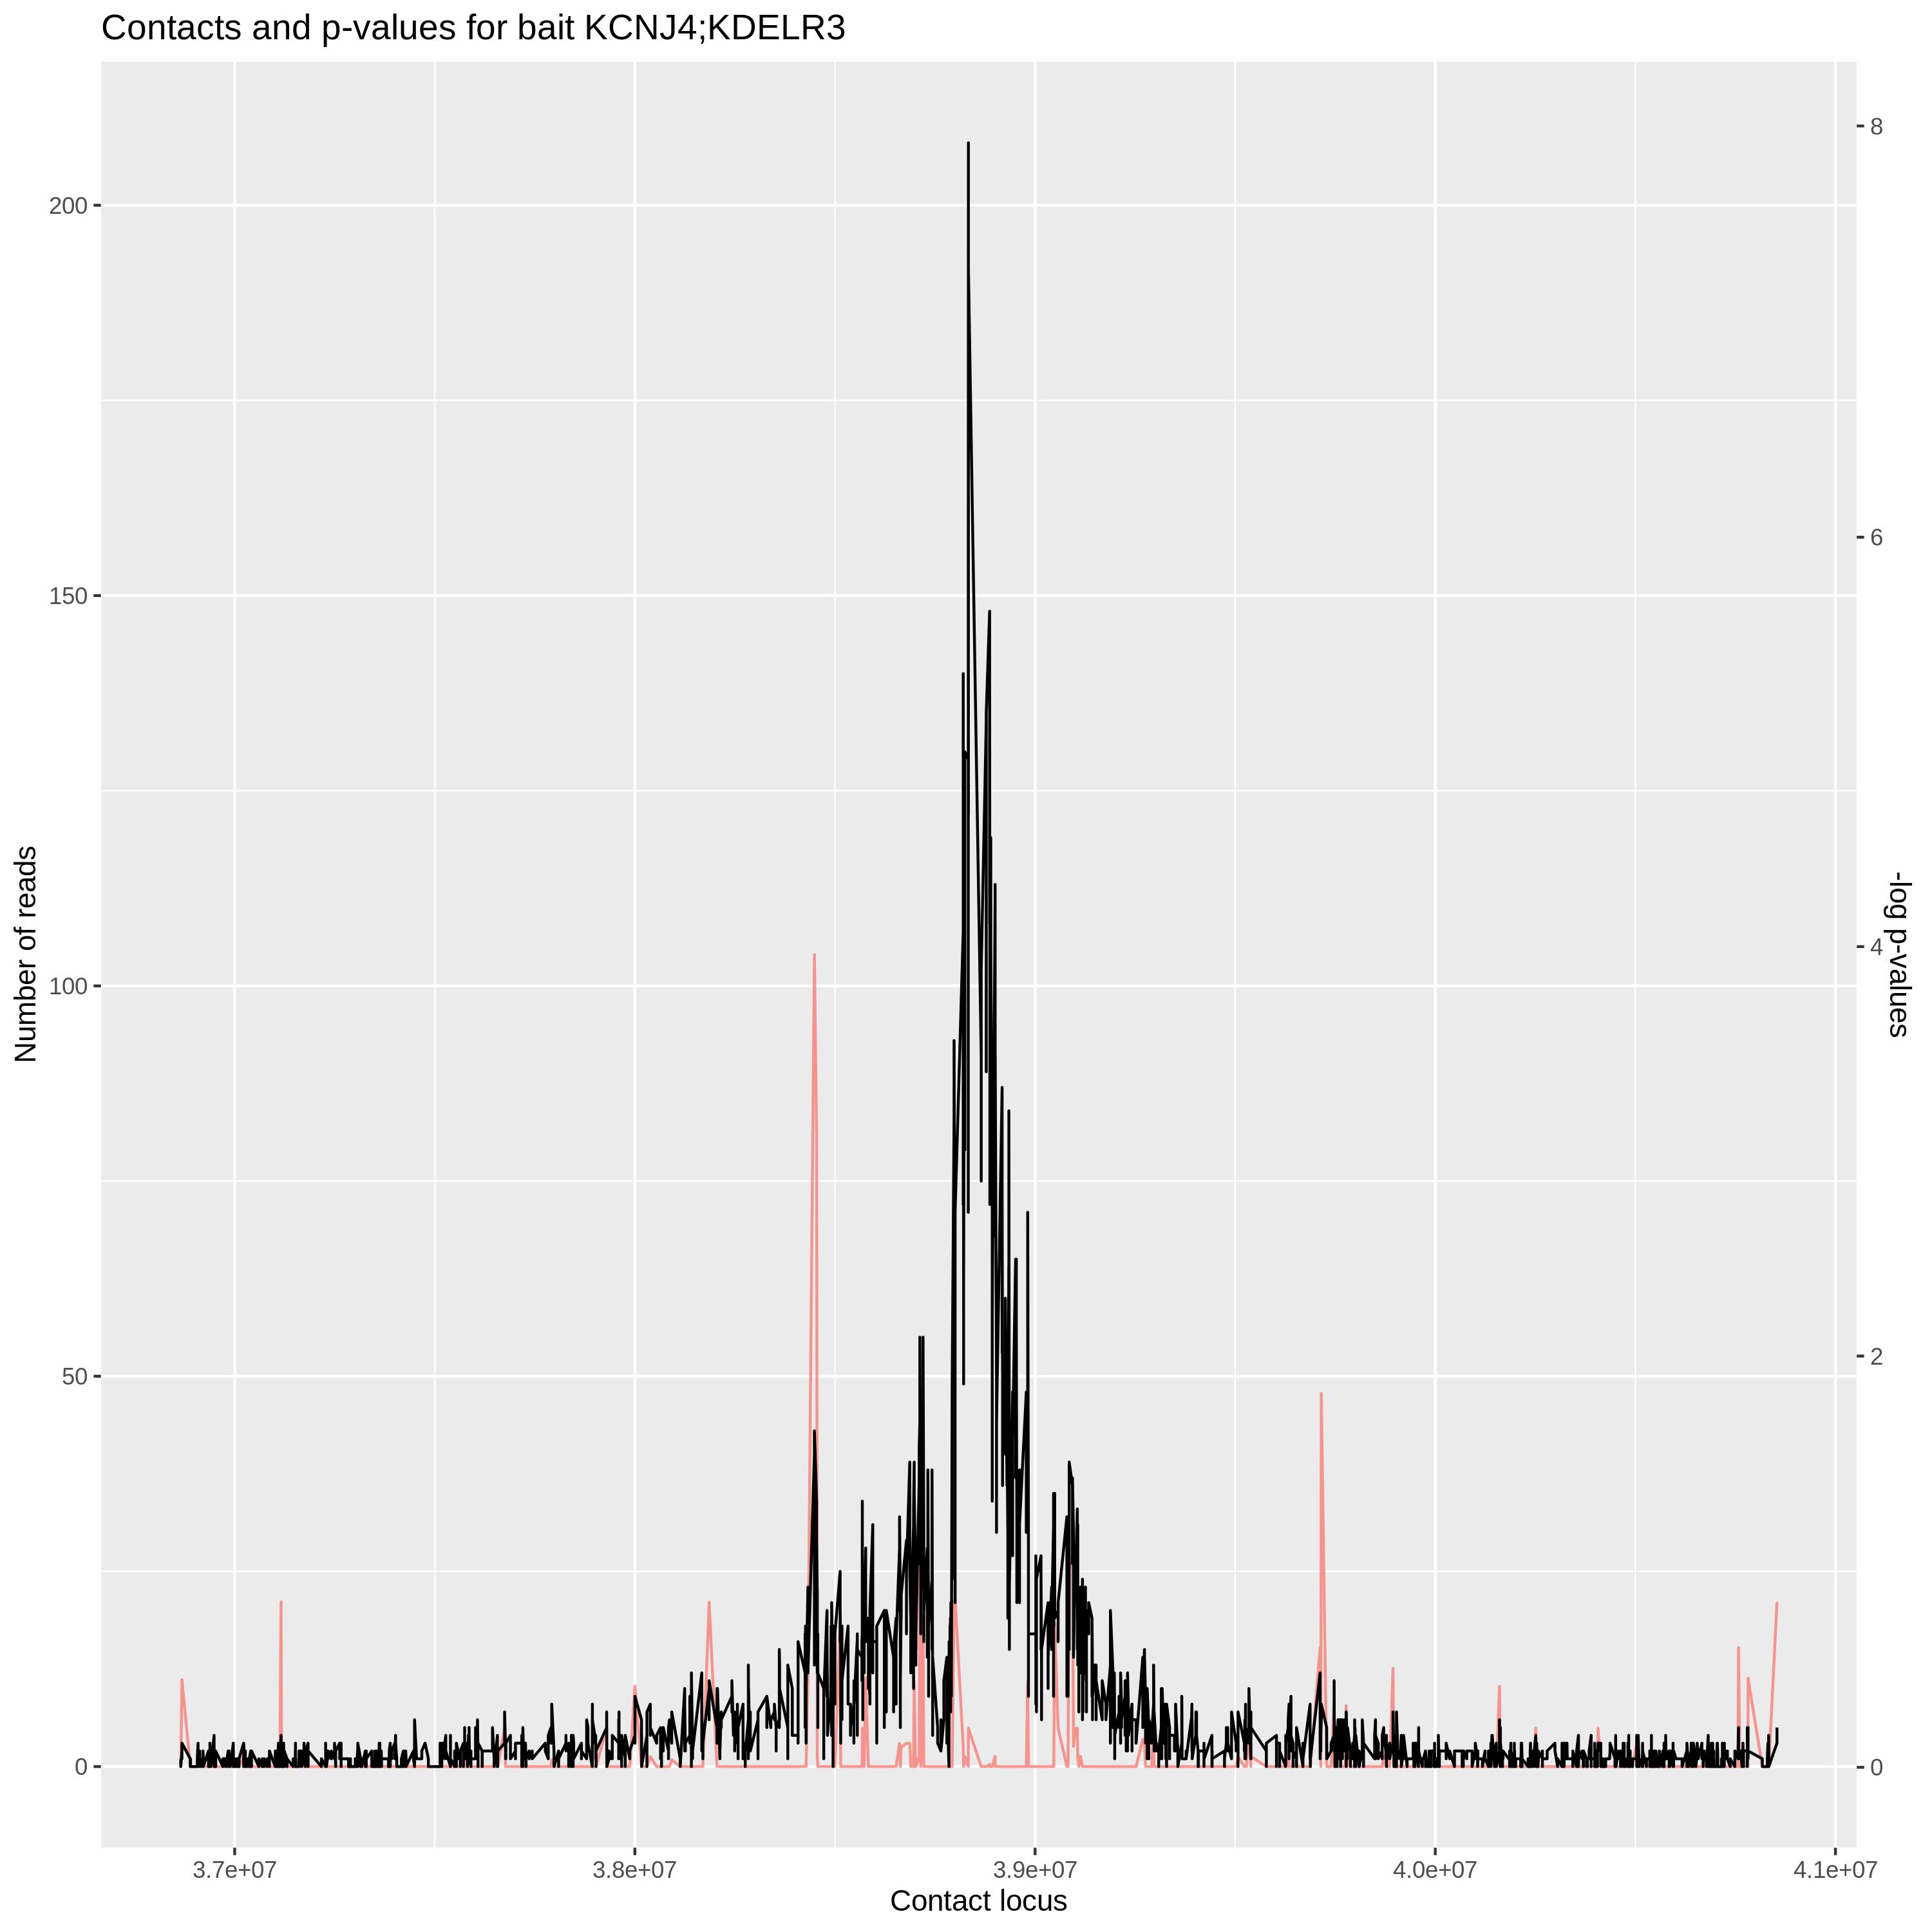 Contacts and p-values for bait KCNJ4;KDELR3
200
150
100
50
0
Number of reads
8
6
4
2
0
-log p-values
3.7e+07
3.8e+07
3.9e+07
4.0e+07
4.1e+07
Contact locus